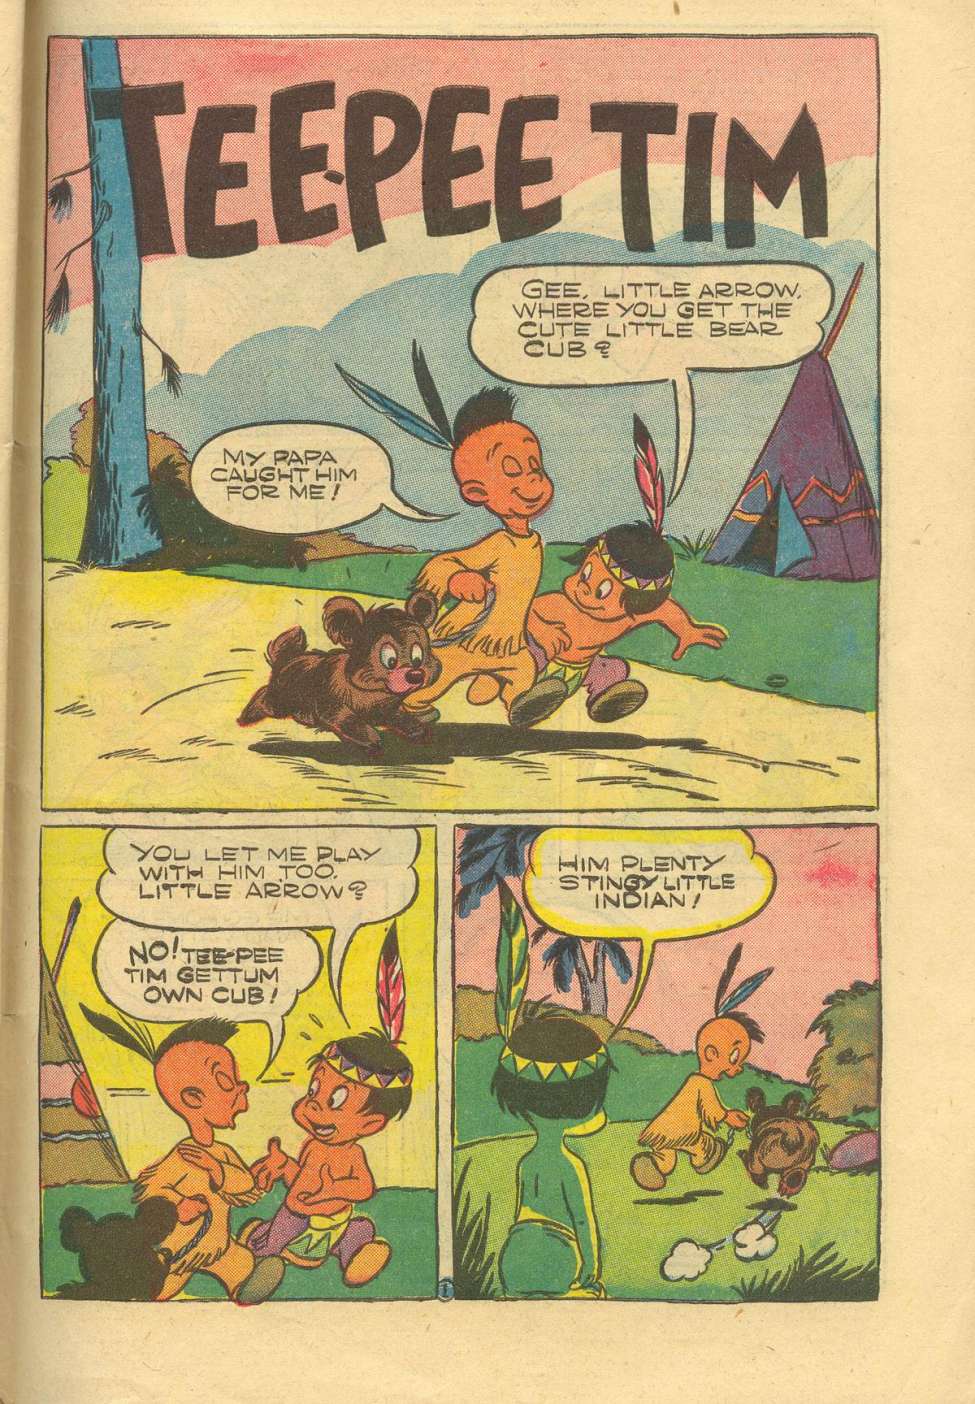 TEE-PEE TIM
GEE, LITTLE ARROW,
WHERE YOU GET THE
CUTE LITTLE BEAR
CUB?
MY PAPA
CAUGHT HIM
FOR ME!
YOU LET ME PLAY
WITH HIM TOO,
LITTLE ARROW?
NO! TEE-PEE
TIM GETTUM
OWN CUB!
HIM PLENTY
STINGY LITTLE
INDIAN!
1